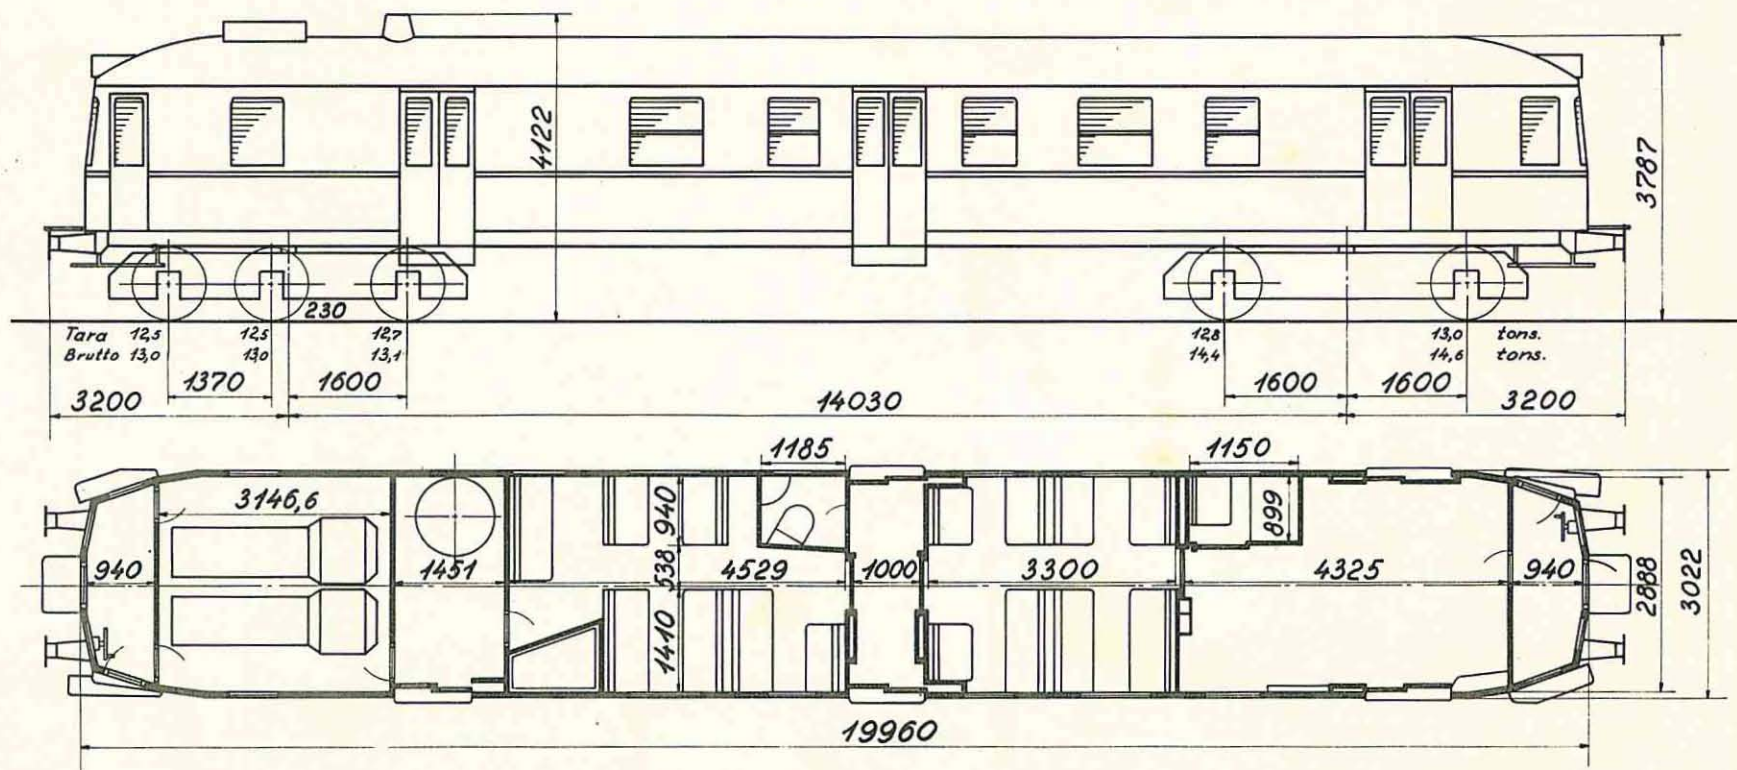 4122
3787
230
Tara 12,5 12,5 12,7 12,8 13,0 tons.
Brutto 13,0 13,0 13,1 14,4 14,6 tons.
1370 1600 1600 1600
3200 14030 3200
1185 1150
3146,6 940 899
940 1451 538 4529 1000 3300 4325 940 2888 3022
1410
19960